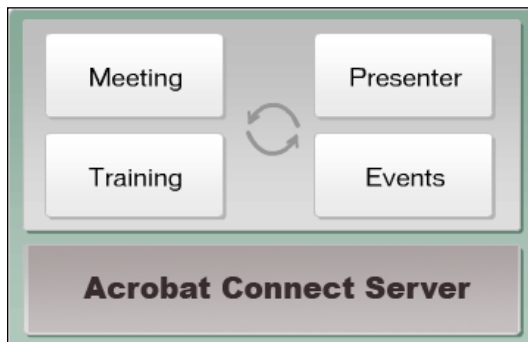 Meeting
Presenter
Training
Events
Acrobat Connect Server